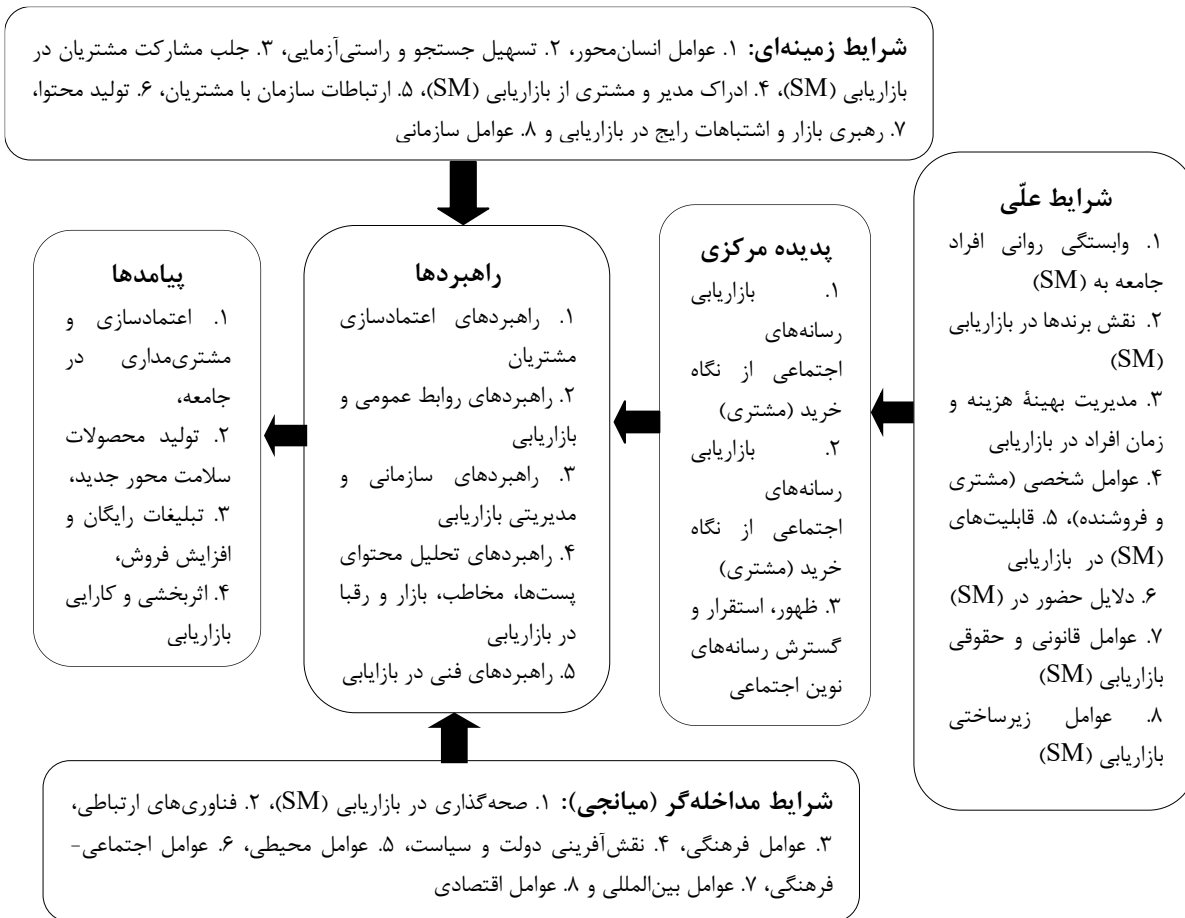 شرایط زمینه‌ای: ۱. عوامل انسان‌محور، ۲. تسهیل جستجو و راستی‌آزمایی، ۳. جلب مشارکت مشتریان در
بازاریابی (SM)، ۴. ادراک مدیر و مشتری از بازاریابی (SM)، ۵. ارتباطات سازمان با مشتریان، ۶. تولید محتوا،
۷. رهبری بازار و اشتباهات رایج در بازاریابی و ۸. عوامل سازمانی
شرایط علّی
۱. وابستگی روانی افراد
جامعه به (SM)
۲. نقش برندها در بازاریابی
(SM)
۳. مدیریت بهینهٔ هزینه و
زمان افراد در بازاریابی
۴. عوامل شخصی (مشتری
و فروشنده)، ۵. قابلیت‌های
(SM) در بازاریابی
۶. دلایل حضور در (SM)
۷. عوامل قانونی و حقوقی
بازاریابی (SM)
۸. عوامل زیرساختی
بازاریابی (SM)
پدیده مرکزی
۱. بازاریابی
رسانه‌های
اجتماعی از نگاه
خرید (مشتری)
۲. بازاریابی
رسانه‌های
اجتماعی از نگاه
خرید (مشتری)
۳. ظهور، استقرار و
گسترش رسانه‌های
نوین اجتماعی
راهبردها
۱. راهبردهای اعتمادسازی
مشتریان
۲. راهبردهای روابط عمومی و
بازاریابی
۳. راهبردهای سازمانی و
مدیریتی بازاریابی
۴. راهبردهای تحلیل محتوای
پست‌ها، مخاطب، بازار و رقبا
در بازاریابی
۵. راهبردهای فنی در بازایابی
پیامدها
۱. اعتمادسازی و
مشتری‌مداری در
جامعه،
۲. تولید محصولات
سلامت محور جدید،
۳. تبلیغات رایگان و
افزایش فروش،
۴. اثربخشی و کارایی
بازاریابی
شرایط مداخله‌گر (میانجی): ۱. صحه‌گذاری در بازاریابی (SM)، ۲. فناوری‌های ارتباطی،
۳. عوامل فرهنگی، ۴. نقش‌آفرینی دولت و سیاست، ۵. عوامل محیطی، ۶. عوامل اجتماعی-
فرهنگی، ۷. عوامل بین‌المللی و ۸. عوامل اقتصادی